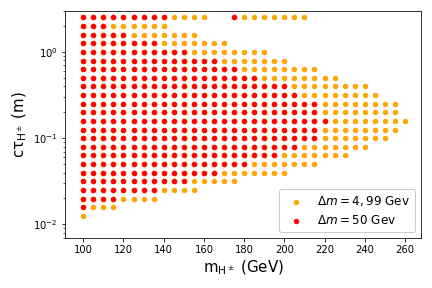 10⁰
10⁻¹
10⁻²
cτ_H± (m)
100 120 140 160 180 200 220 240 260
m_H± (GeV)
Δm = 4, 99 Gev
Δm = 50 Gev